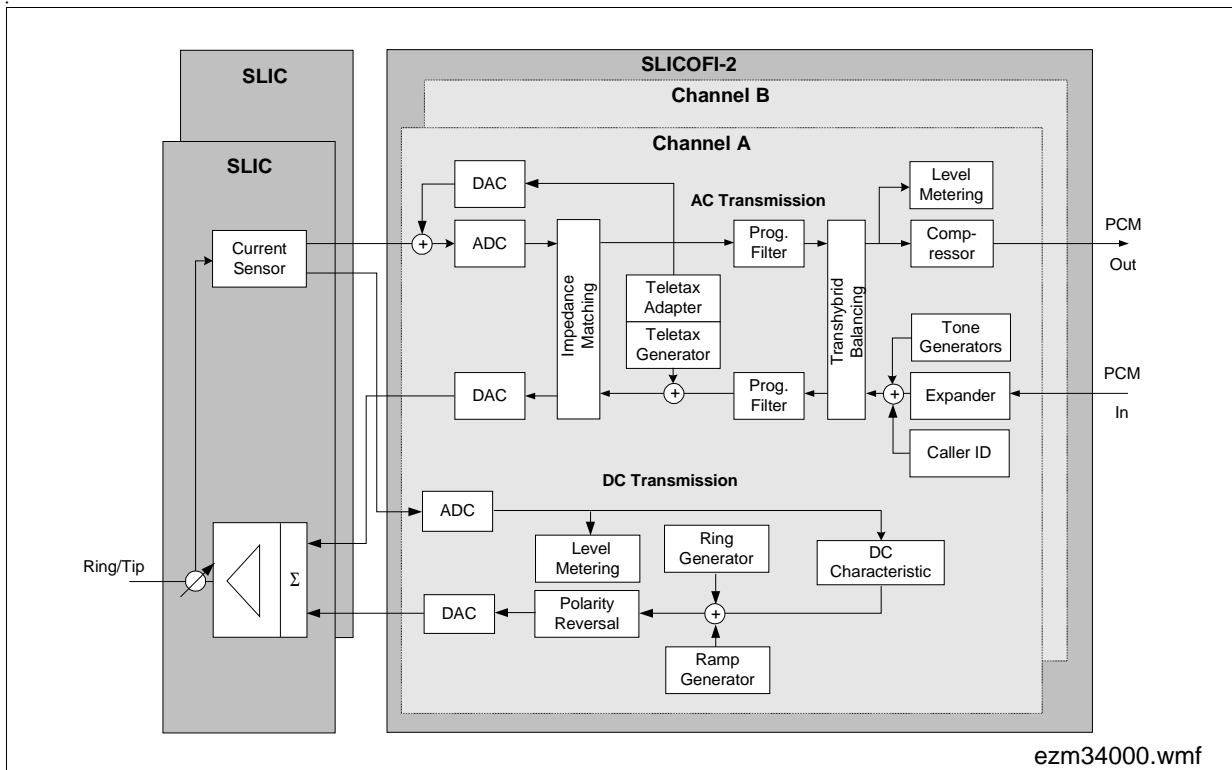 SLICOFI-2
SLIC
Channel B
SLIC
Channel A
DAC
AC Transmission
Level
Metering
Current
Sensor
+
ADC
Impedance
Matching
Prog.
Filter
Transhybrid
Balancing
Comp-
ressor
PCM
Out
Teletax
Adapter
Teletax
Generator
Tone
Generators
DAC
+
Prog.
Filter
+
Expander
PCM
In
Caller ID
DC Transmission
ADC
Level
Metering
Ring
Generator
DC
Characteristic
Ring/Tip
Σ
DAC
Polarity
Reversal
+
Ramp
Generator
ezm34000.wmf